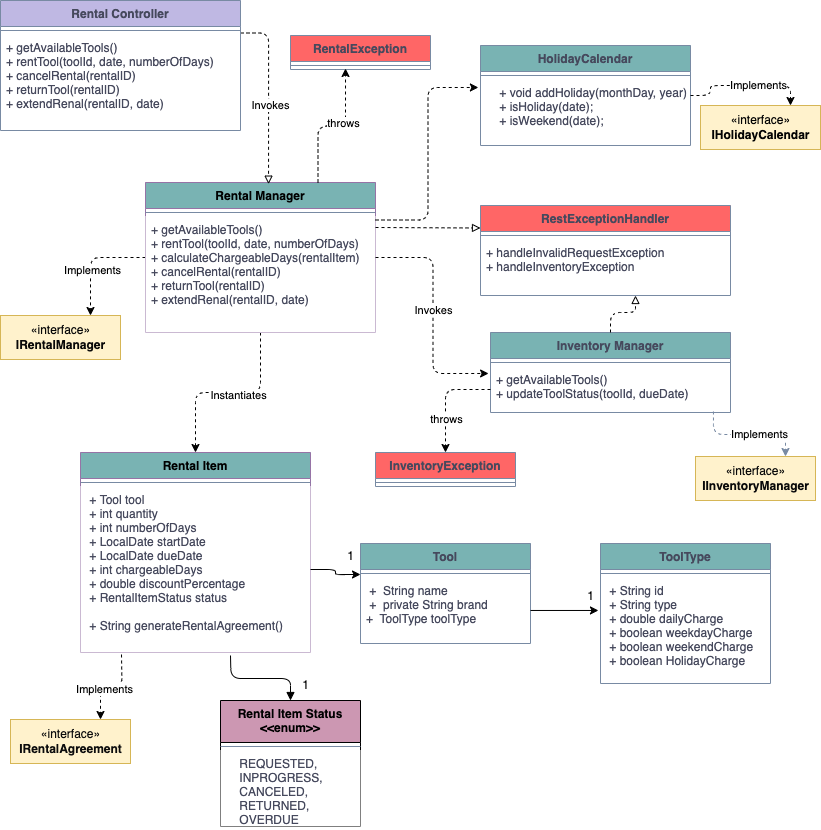 Rental Controller
+ getAvailableTools()
+ rentTool(toolId, date, numberOfDays)
+ cancelRental(rentalID)
+ returnTool(rentalID)
+ extendRenal(rentalID, date)
RentalException
HolidayCalendar
+ void addHoliday(monthDay, year)
+ isHoliday(date);
+ isWeekend(date);
Implements
«interface»
IHolidayCalendar
Invokes
throws
Rental Manager
+ getAvailableTools()
+ rentTool(toolId, date, numberOfDays)
+ calculateChargeableDays(rentalItem)
+ cancelRental(rentalID)
+ returnTool(rentalID)
+ extendRenal(rentalID, date)
RestExceptionHandler
+ handleInvalidRequestException
+ handleInventoryException
Implements
«interface»
IRentalManager
Invokes
Inventory Manager
+ getAvailableTools()
+ updateToolStatus(toolId, dueDate)
Instantiates
throws
InventoryException
Implements
«interface»
IInventoryManager
Rental Item
+ Tool tool
+ int quantity
+ int numberOfDays
+ LocalDate startDate
+ LocalDate dueDate
+ int chargeableDays
+ double discountPercentage
+ RentalItemStatus status
+ String generateRentalAgreement()
1
Tool
+ String name
+ private String brand
+ ToolType toolType
1
ToolType
+ String id
+ String type
+ double dailyCharge
+ boolean weekdayCharge
+ boolean weekendCharge
+ boolean HolidayCharge
Implements
«interface»
IRentalAgreement
1
Rental Item Status
<<enum>>
REQUESTED,
INPROGRESS,
CANCELED,
RETURNED,
OVERDUE